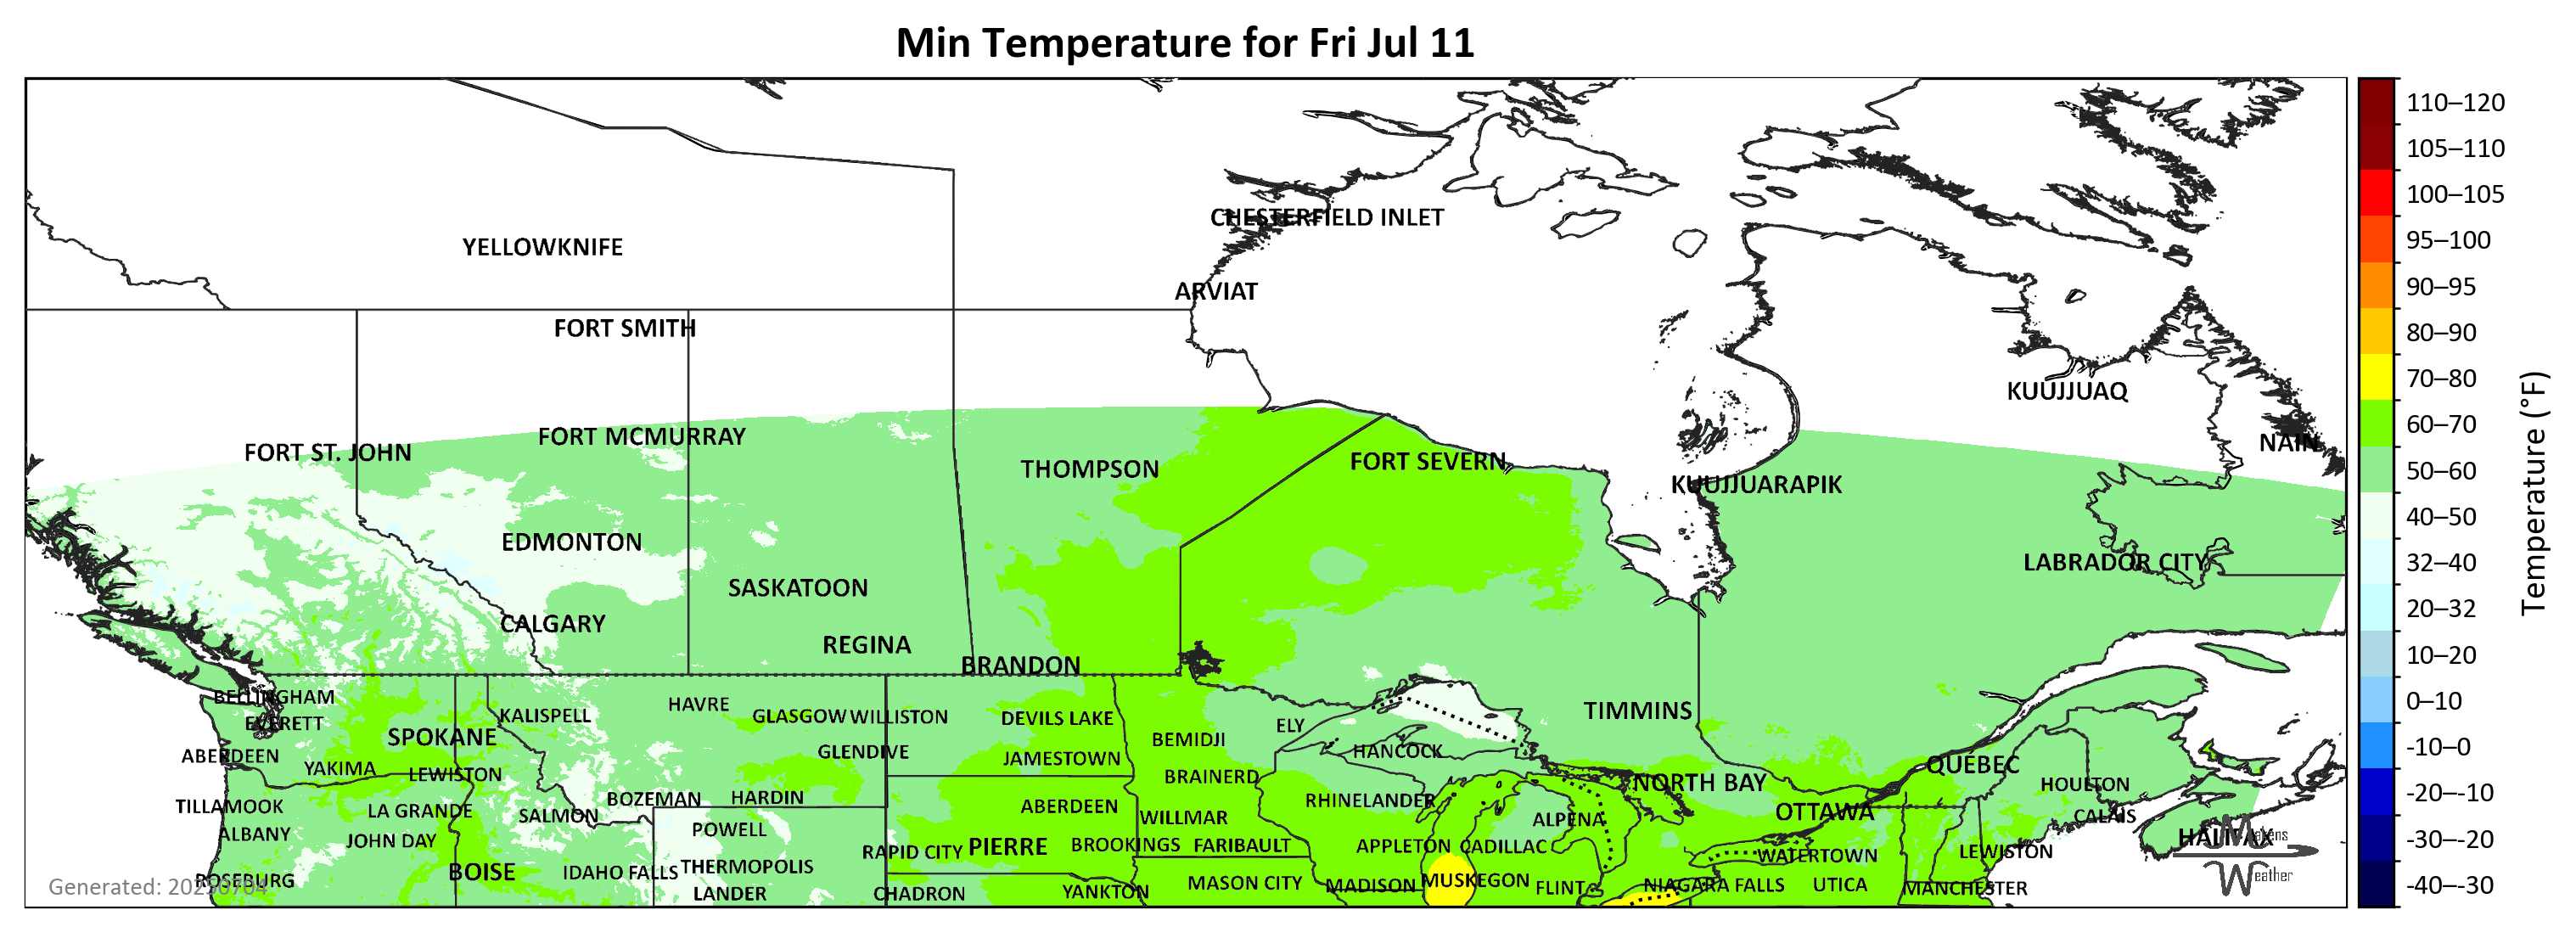 Min Temperature for Fri Jul 11
110–120
105–110
100–105
95–100
90–95
80–90
70–80
60–70
50–60
40–50
32–40
20–32
10–20
0–10
-10–0
-20–-10
-30–-20
-40–-30
Temperature (°F)
CHESTERFIELD INLET
YELLOWKNIFE
ARVIAT
FORT SMITH
KUUJJUAQ
FORT MCMURRAY
NAIN
FORT ST. JOHN
FORT SEVERN
THOMPSON
KUUJJUARAPIK
EDMONTON
LABRADOR CITY
SASKATOON
CALGARY
REGINA
BRANDON
BELLINGHAM
HAVRE
TIMMINS
KALISPELL
GLASGOW
WILLISTON
DEVILS LAKE
EVERETT
ELY
SPOKANE
BEMIDJI
GLENDIVE
HANCOCK
ABERDEEN
JAMESTOWN
QUÉBEC
YAKIMA
LEWISTON
BRAINERD
NORTH BAY
HOULTON
BOZEMAN
HARDIN
RHINELANDER
TILLAMOOK
ABERDEEN
LA GRANDE
OTTAWA
SALMON
WILLMAR
CALAIS
ALPENA
ALBANY
POWELL
HALIFAX
JOHN DAY
RAPID CITY
PIERRE
BROOKINGS
FARIBAULT
APPLETON
CADILLAC
LEWISTON
WATERTOWN
THERMOPOLIS
BOISE
IDAHO FALLS
ROSEBURG
MUSKEGON
MASON CITY
MADISON
FLINT
NIAGARA FALLS
UTICA
MANCHESTER
LANDER
CHADRON
YANKTON
Generated: 20250704
Makens
Weather